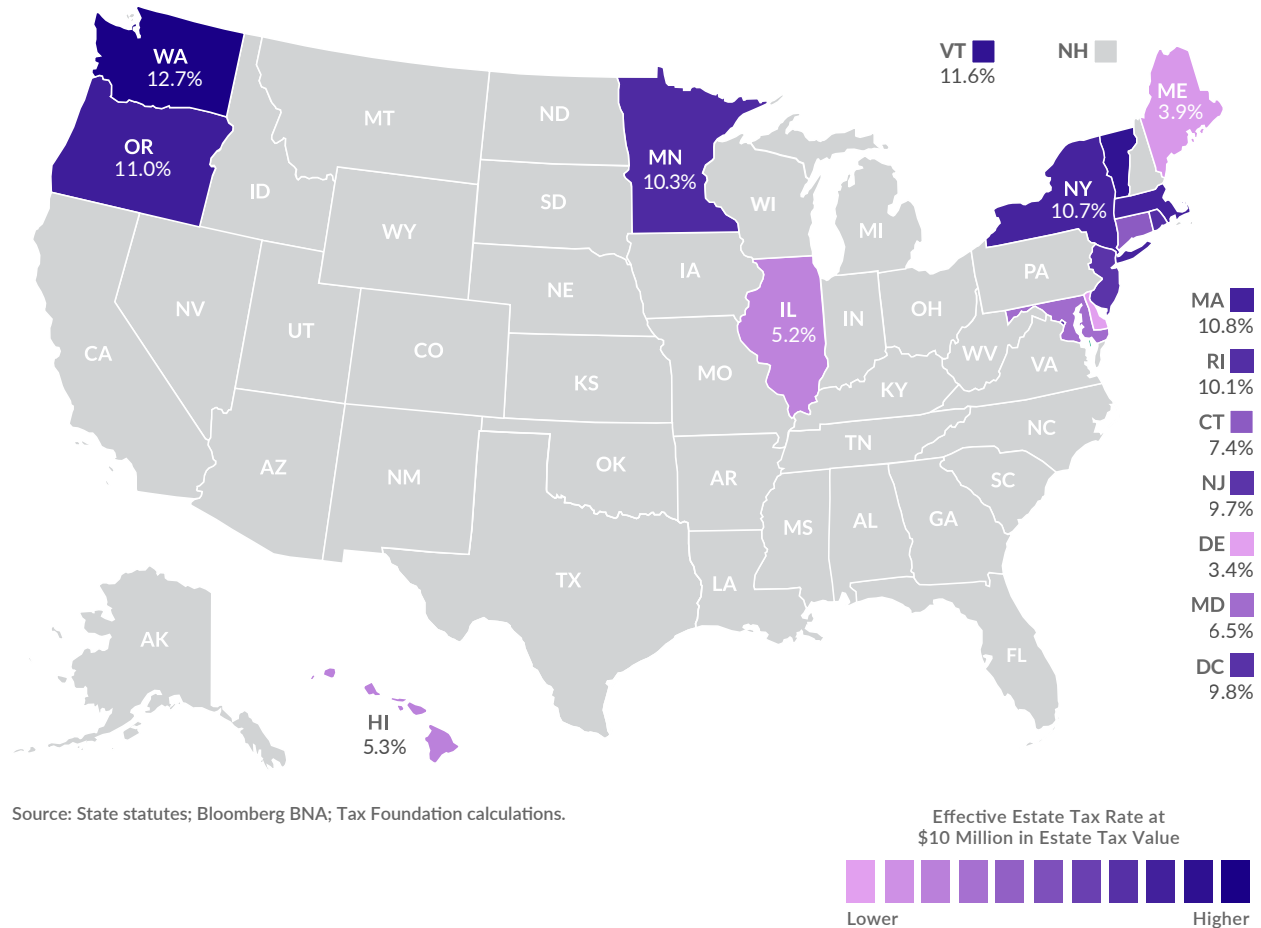 WA
12.7%
OR
11.0%
MT
ID
WY
ND
SD
NE
MN
10.3%
WI
MI
VT
11.6%
NH
ME
3.9%
NY
10.7%
PA
CA
NV
UT
CO
KS
IA
MO
IL
5.2%
IN
OH
WV
VA
KY
TN
NC
SC
AZ
NM
OK
AR
MS
AL
GA
TX
LA
FL
AK
HI
5.3%
MA
10.8%
RI
10.1%
CT
7.4%
NJ
9.7%
DE
3.4%
MD
6.5%
DC
9.8%
Source: State statutes; Bloomberg BNA; Tax Foundation calculations.
Effective Estate Tax Rate at
$10 Million in Estate Tax Value
Lower
Higher